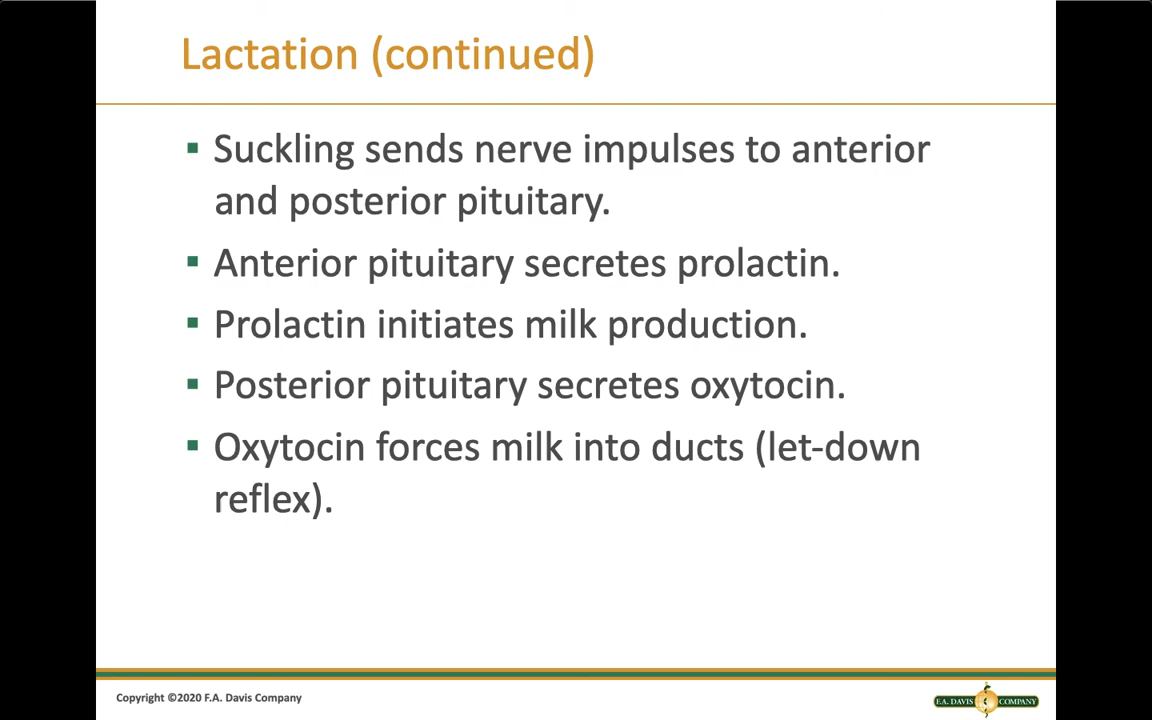 Lactation (continued)
▪ Suckling sends nerve impulses to anterior
and posterior pituitary.
▪ Anterior pituitary secretes prolactin.
▪ Prolactin initiates milk production.
▪ Posterior pituitary secretes oxytocin.
▪ Oxytocin forces milk into ducts (let-down
reflex).
Copyright ©2020 F.A. Davis Company
F.A. DAVIS COMPANY